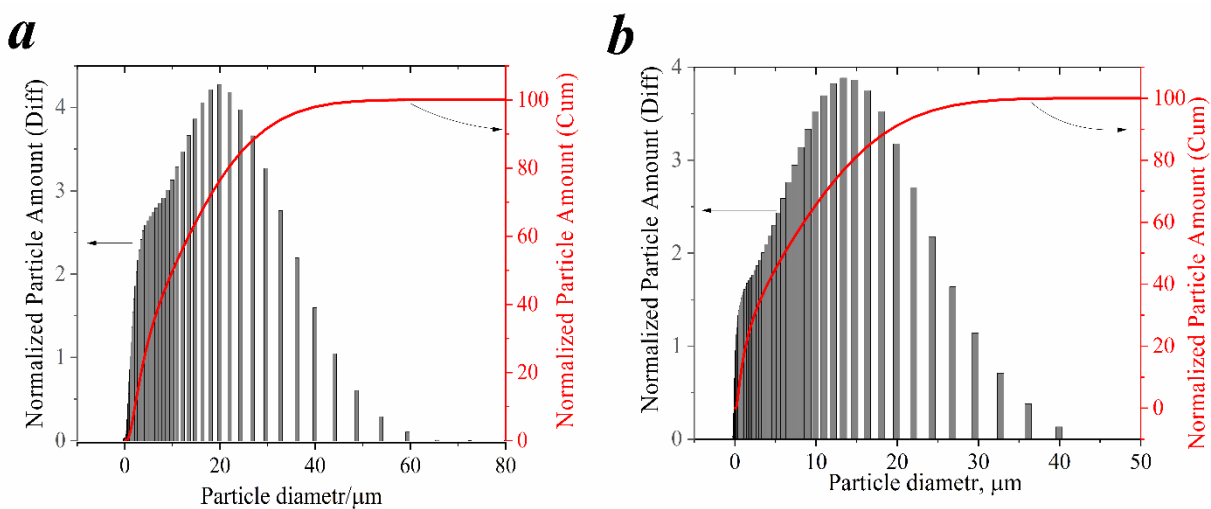 a
Normalized Particle Amount (Diff)
4
3
2
1
0
0 20 40 60 80
Particle diametr/μm
100
80
60
40
20
0
Normalized Particle Amount (Cum)
b
Normalized Particle Amount (Diff)
4
3
2
1
0
0 10 20 30 40 50
Particle diametr, μm
100
80
60
40
20
0
Normalized Particle Amount (Cum)